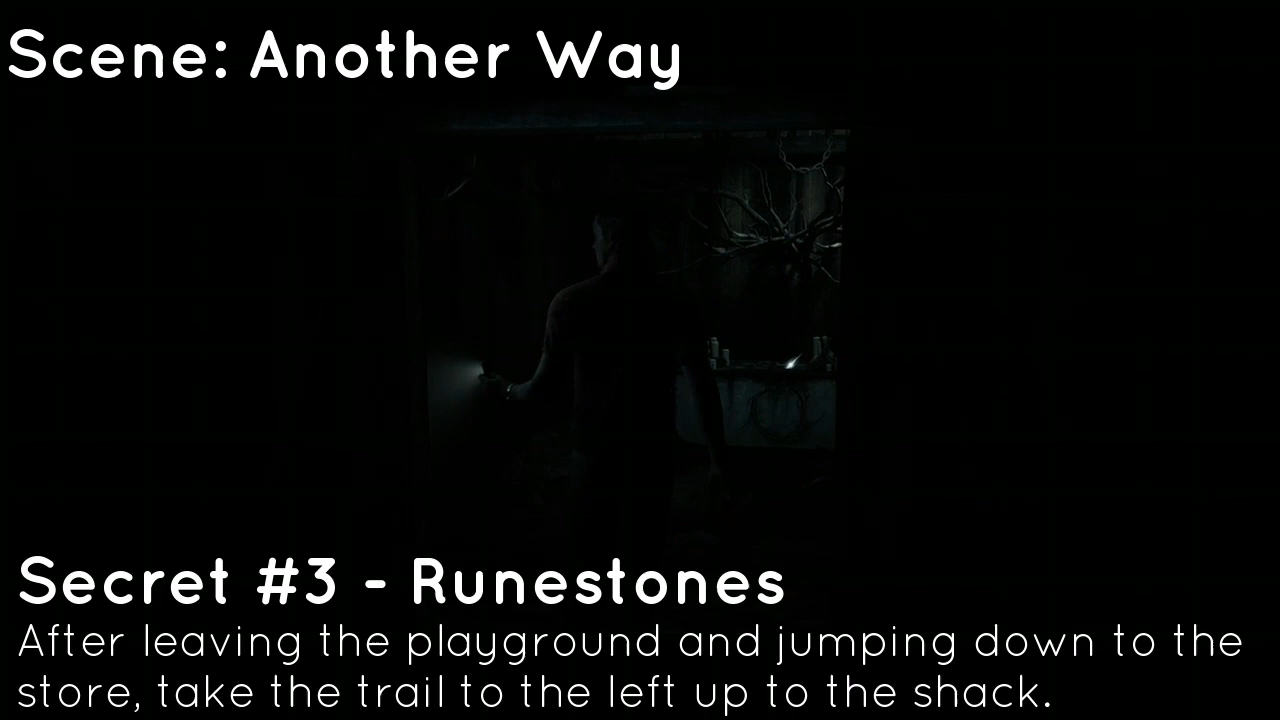 Scene: Another Way
Secret #3 - Runestones
After leaving the playground and jumping down to the
store, take the trail to the left up to the shack.